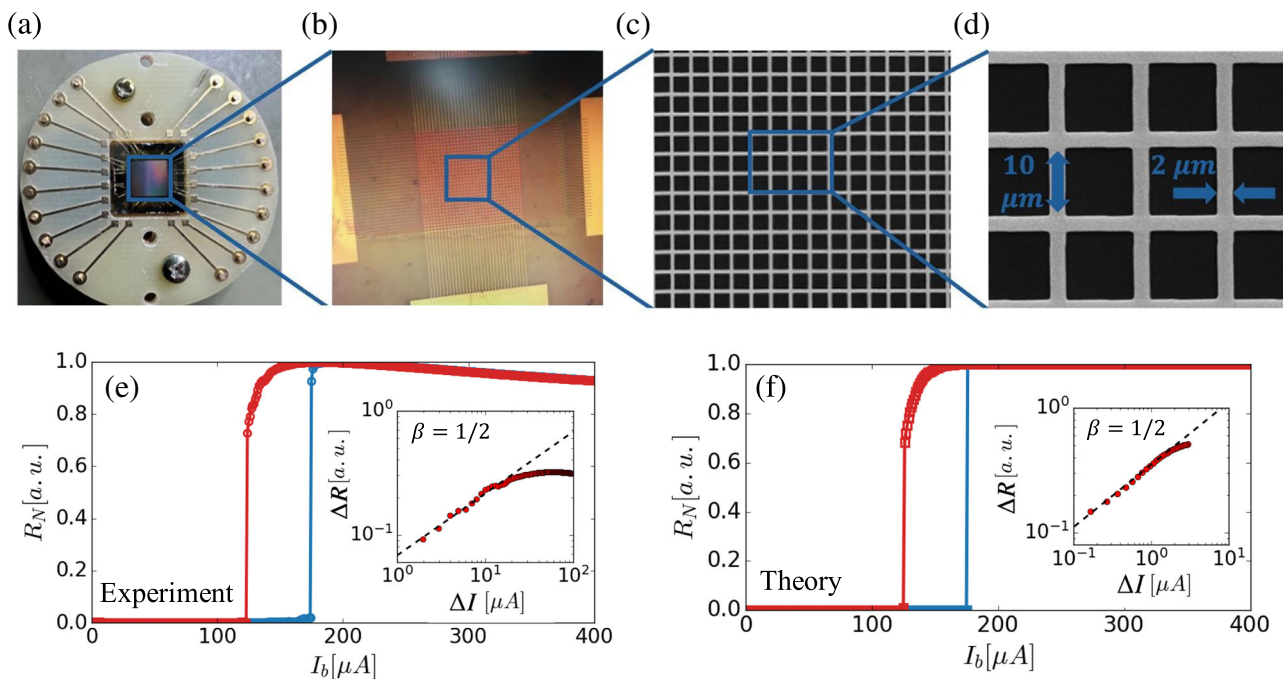 (a)
(b)
(c)
(d)
10 μm
2 μm
(e)
1.0
0.8
0.6
0.4
0.2
0.0
R_N[a. u.]
0
100
200
300
400
I_b[μA]
Experiment
β = 1/2
10^0
10^-1
ΔR[a. u.]
10^0
10^1
10^2
ΔI [μA]
(f)
1.0
0.8
0.6
0.4
0.2
0.0
R_N[a. u.]
0
100
200
300
400
I_b[μA]
Theory
β = 1/2
10^0
10^-1
ΔR[a. u.]
10^-1
10^0
10^1
ΔI [μA]